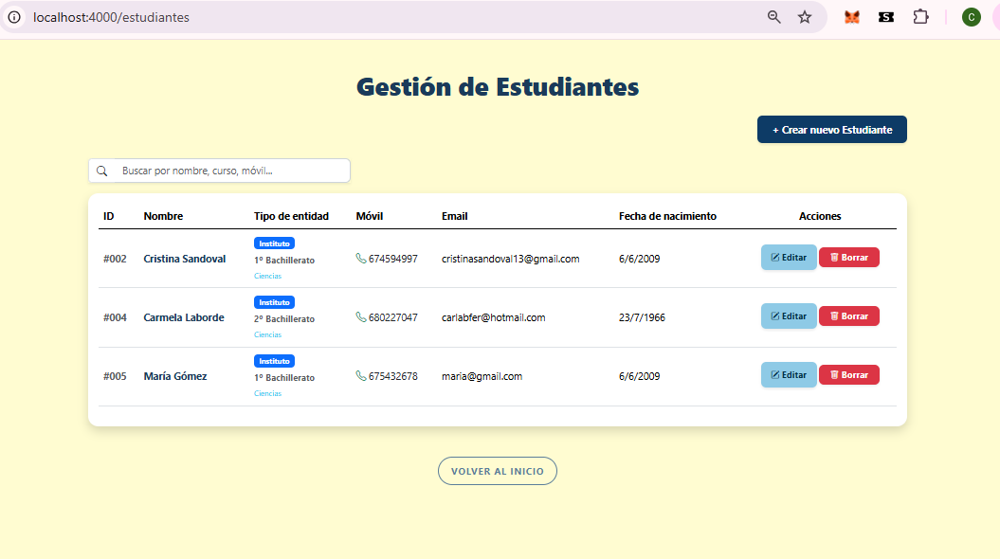 localhost:4000/estudiantes
S
C
Gestión de Estudiantes
+ Crear nuevo Estudiante
Buscar por nombre, curso, móvil...
ID Nombre Tipo de entidad Móvil Email Fecha de nacimiento Acciones
Instituto
#002 Cristina Sandoval 1º Bachillerato 674594997 cristinasandoval13@gmail.com 6/6/2009 Editar Borrar
Ciencias
Instituto
#004 Carmela Laborde 2º Bachillerato 680227047 carlabfer@hotmail.com 23/7/1966 Editar Borrar
Ciencias
Instituto
#005 María Gómez 1º Bachillerato 675432678 maria@gmail.com 6/6/2009 Editar Borrar
Ciencias
VOLVER AL INICIO